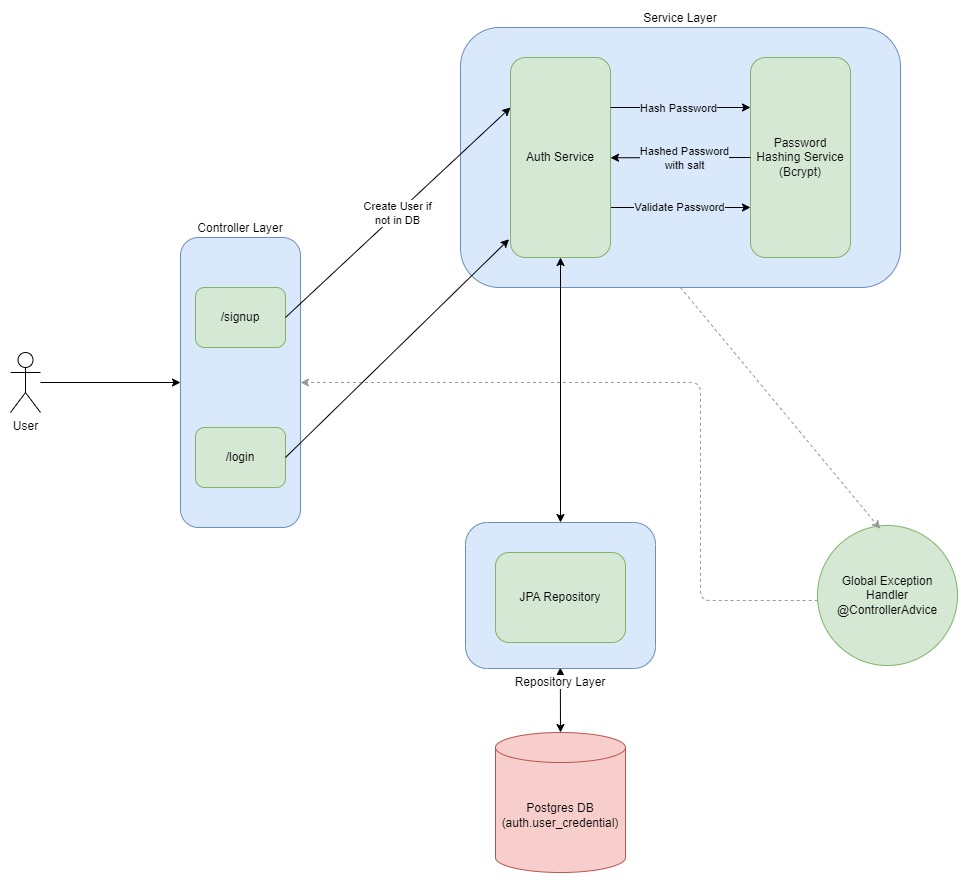 Service Layer
Auth Service
Hash Password
Hashed Password
with salt
Validate Password
Password
Hashing Service
(Bcrypt)
Create User if
not in DB
Controller Layer
/signup
/login
User
JPA Repository
Repository Layer
Global Exception
Handler
@ControllerAdvice
Postgres DB
(auth.user_credential)